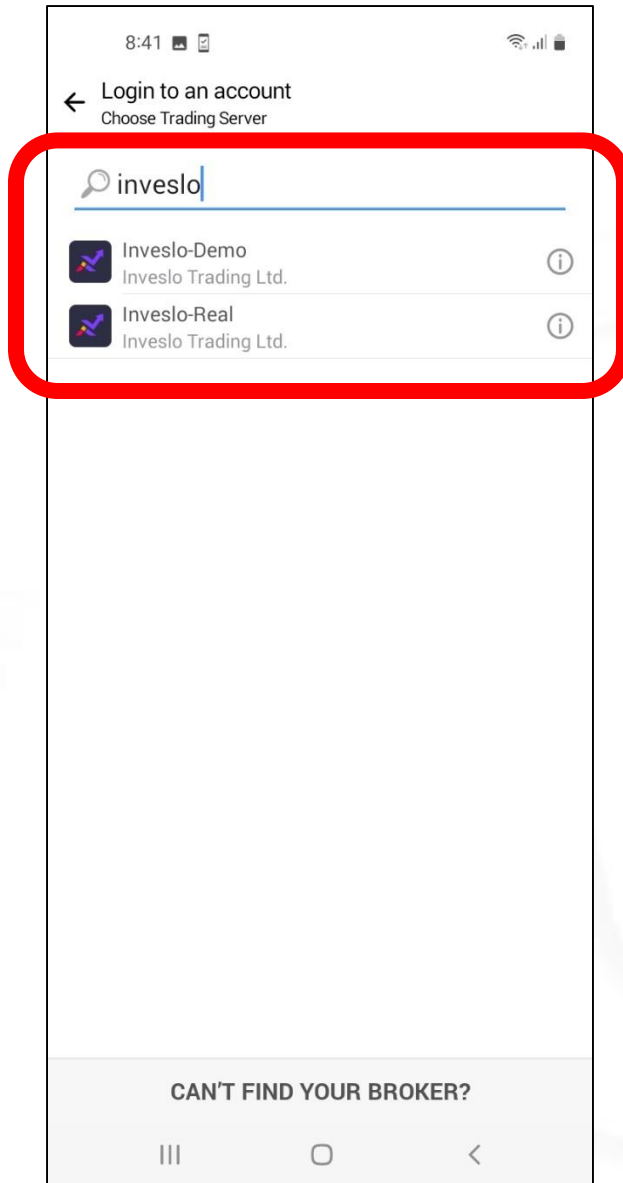 8:41
Login to an account
Choose Trading Server
inveslo
Inveslo-Demo
Inveslo Trading Ltd.
Inveslo-Real
Inveslo Trading Ltd.
CAN'T FIND YOUR BROKER?